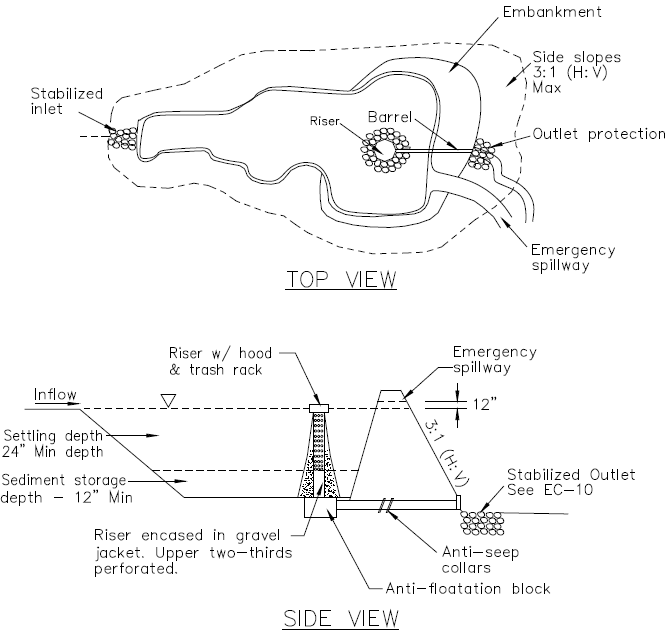 Embankment
Side slopes
3:1 (H:V)
Max
Stabilized
inlet
Riser
Barrel
Outlet protection
Emergency
spillway
TOP VIEW
Riser w/ hood
& trash rack
Emergency
spillway
Inflow
12"
Settling depth
24" Min depth
3:1 (H:V)
Sediment storage
depth - 12" Min
Stabilized Outlet
See EC-10
Riser encased in gravel
jacket. Upper two-thirds
perforated.
Anti-seep
collars
Anti-floatation block
SIDE VIEW